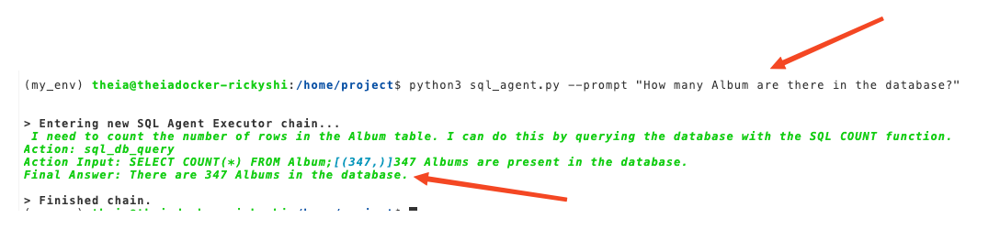 (my_env) theia@theiadocker-rickyshi:/home/project$ python3 sql_agent.py --prompt "How many Album are there in the database?"
> Entering new SQL Agent Executor chain...
I need to count the number of rows in the Album table. I can do this by querying the database with the SQL COUNT function.
Action: sql_db_query
Action Input: SELECT COUNT(*) FROM Album;[(347,)]347 Albums are present in the database.
Final Answer: There are 347 Albums in the database.
> Finished chain.